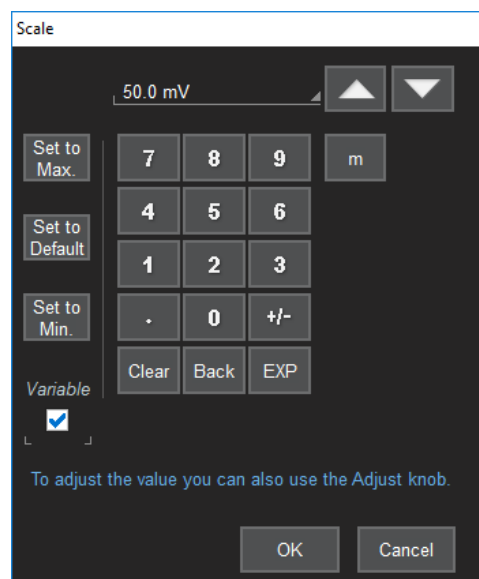 Scale
50.0 mV
Set to
Max.
7 8 9 m
Set to
Default
4 5 6
1 2 3
Set to
Min.
. 0 +/-
Clear Back EXP
Variable
To adjust the value you can also use the Adjust knob.
OK Cancel